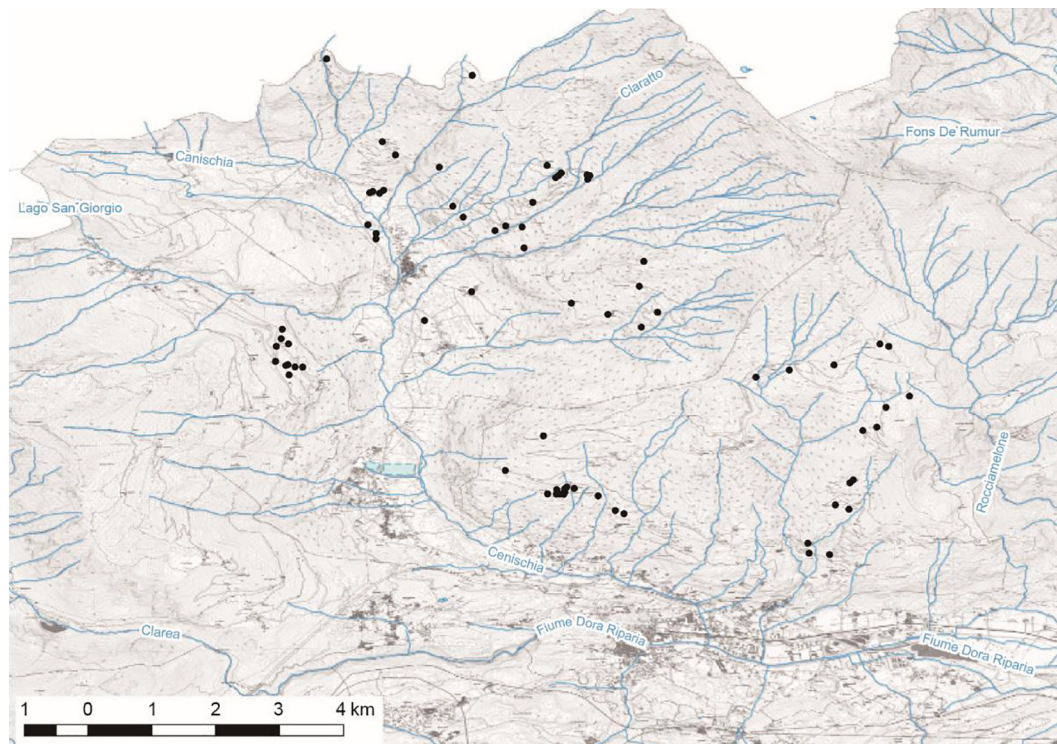 Claratto
Fons De Rumur
Canischia
Lago San Giorgio
Rocciamelone
Cenischia
Clarea
Fiume Dora Riparia
Fiume Dora Riparia
1 0 1 2 3 4 km